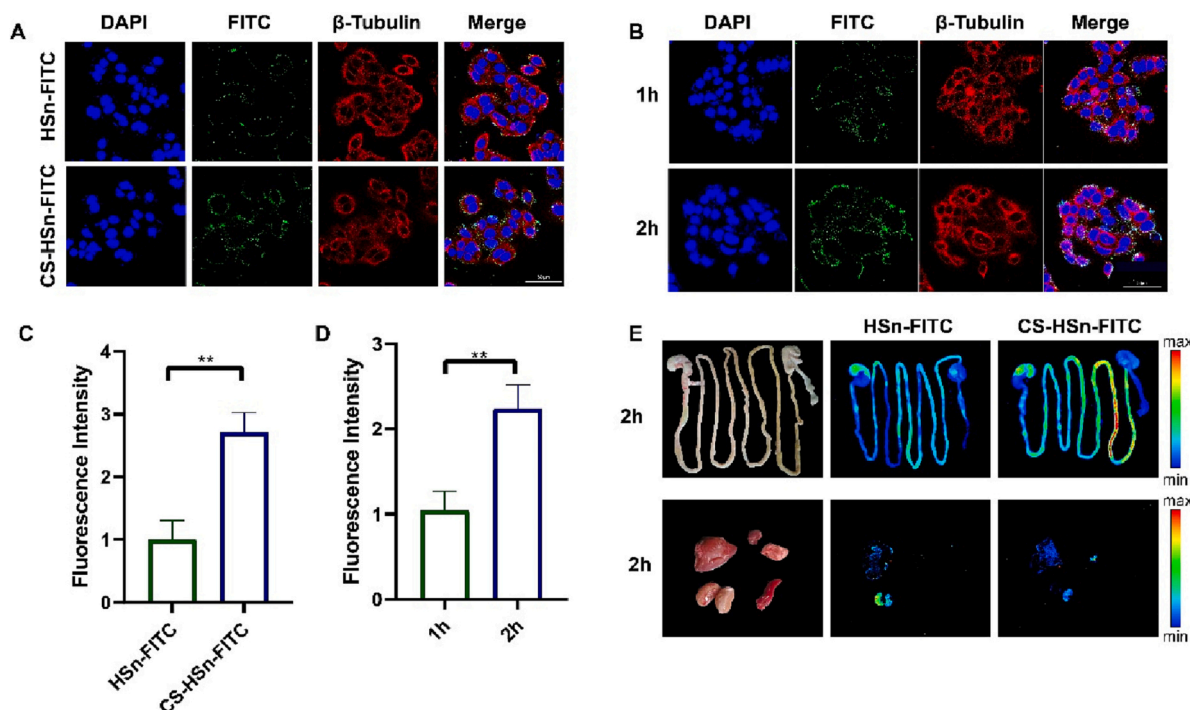 A
DAPI
FITC
β-Tubulin
Merge
HSn-FITC
CS-HSn-FITC
B
DAPI
FITC
β-Tubulin
Merge
1h
2h
C
Fluorescence Intensity
4
3
2
1
0
**
HSn-FITC
CS-HSn-FITC
D
Fluorescence Intensity
3
2
1
0
**
1h
2h
E
HSn-FITC
CS-HSn-FITC
2h
max
min
2h
max
min